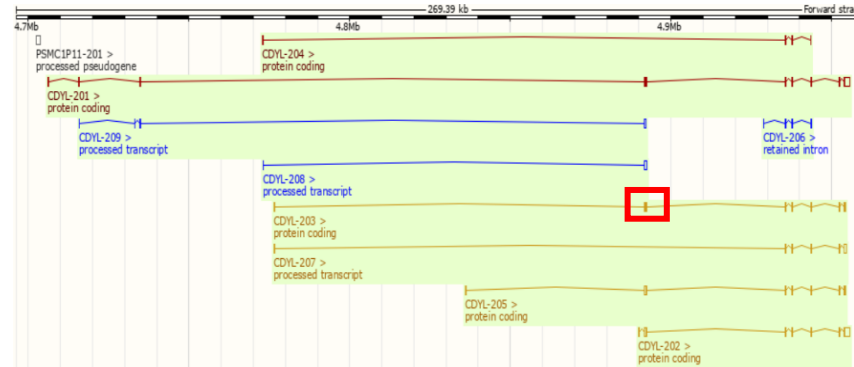 269.39 kb
Forward stra
4.7Mb
4.8Mb
4.9Mb
PSMC1P11-201 >
processed pseudogene
CDYL-204 >
protein coding
CDYL-201 >
protein coding
CDYL-209 >
processed transcript
CDYL-206 >
retained intron
CDYL-208 >
processed transcript
CDYL-203 >
protein coding
CDYL-207 >
processed transcript
CDYL-205 >
protein coding
CDYL-202 >
protein coding